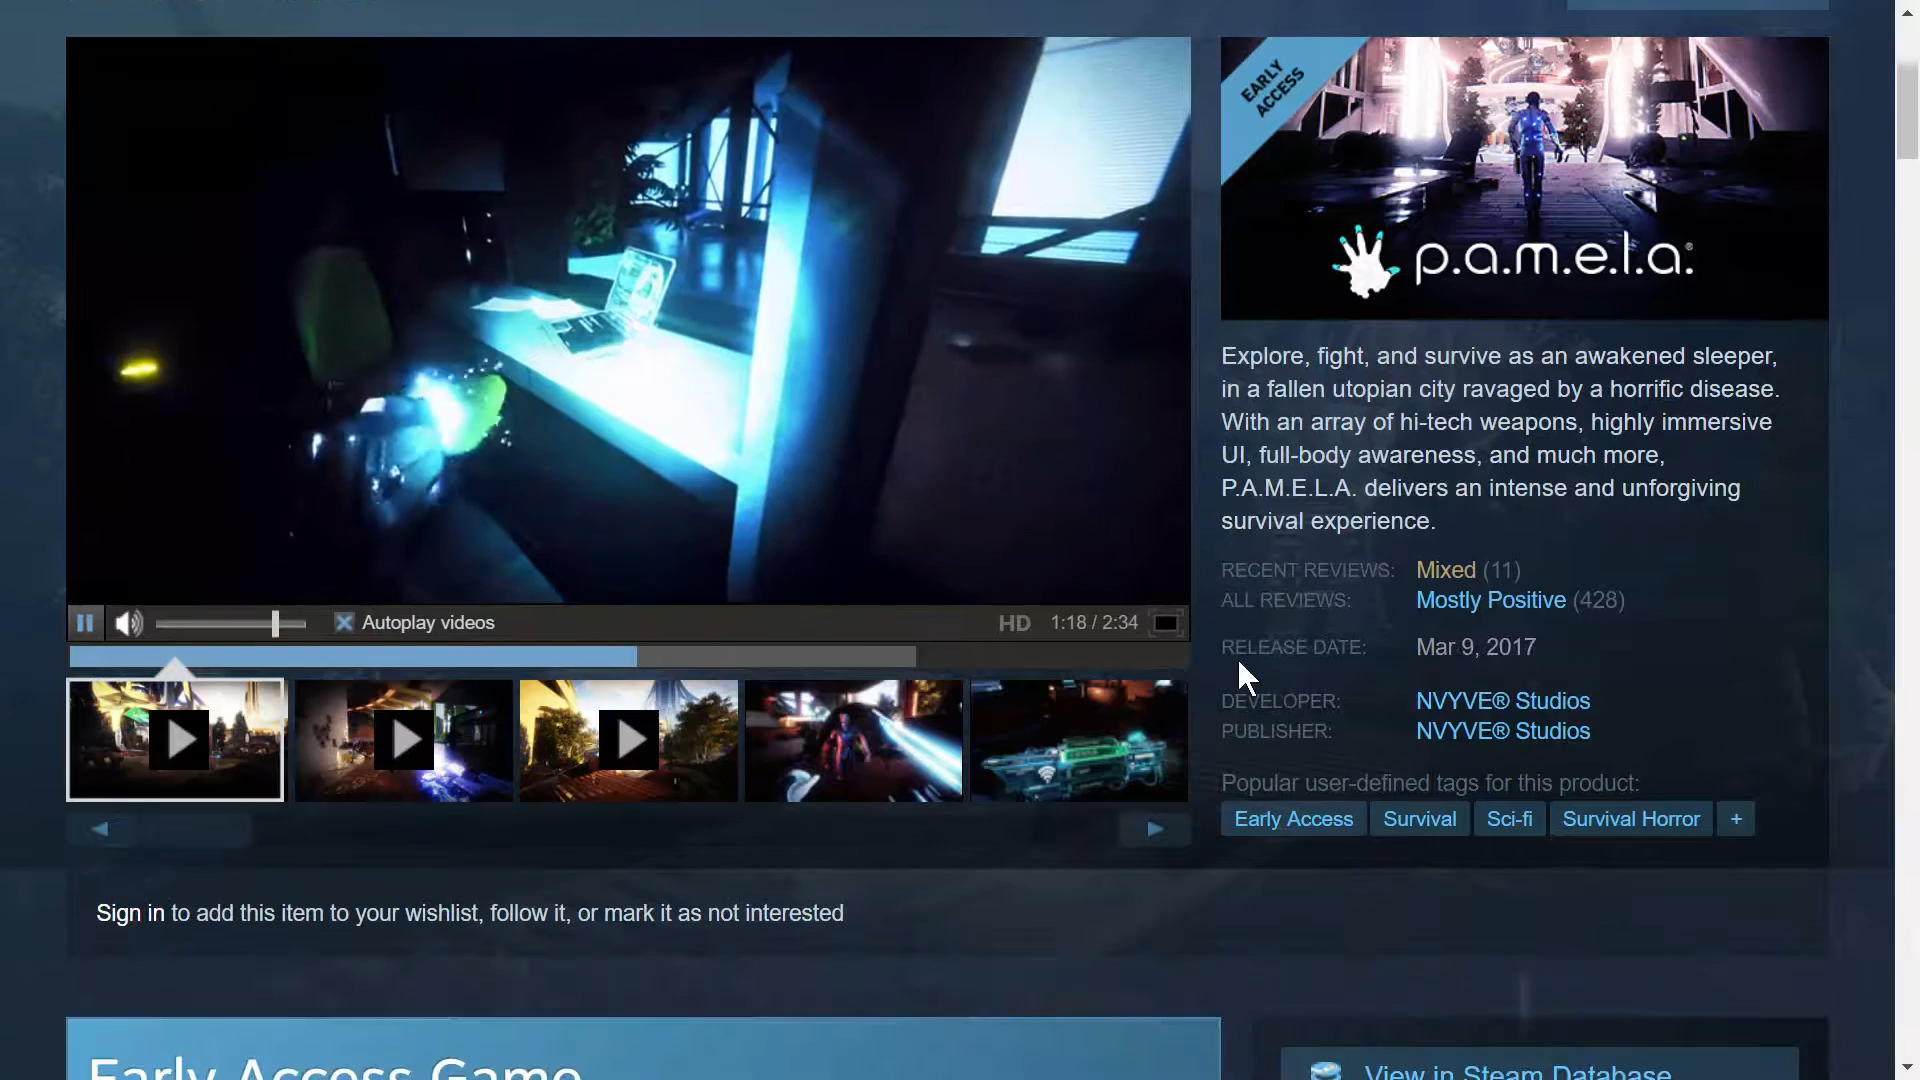 EARLY
ACCESS
p.a.m.e.l.a.®
Explore, fight, and survive as an awakened sleeper,
in a fallen utopian city ravaged by a horrific disease.
With an array of hi-tech weapons, highly immersive
UI, full-body awareness, and much more,
P.A.M.E.L.A. delivers an intense and unforgiving
survival experience.
RECENT REVIEWS: Mixed (11)
ALL REVIEWS: Mostly Positive (428)
RELEASE DATE: Mar 9, 2017
DEVELOPER: NVYVE® Studios
PUBLISHER: NVYVE® Studios
Popular user-defined tags for this product:
Early Access Survival Sci-fi Survival Horror +
Autoplay videos HD 1:18 / 2:34
Sign in to add this item to your wishlist, follow it, or mark it as not interested
Early Access Game
View in Steam Database